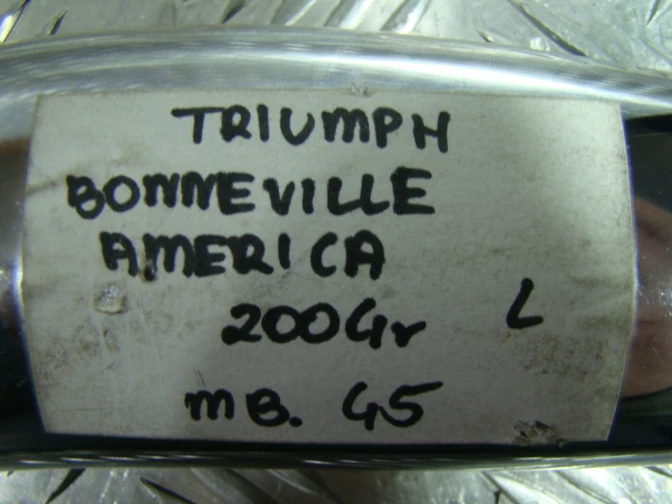 TRIUMPH
BONNEVILLE
AMERICA
2004r L
MB. 45